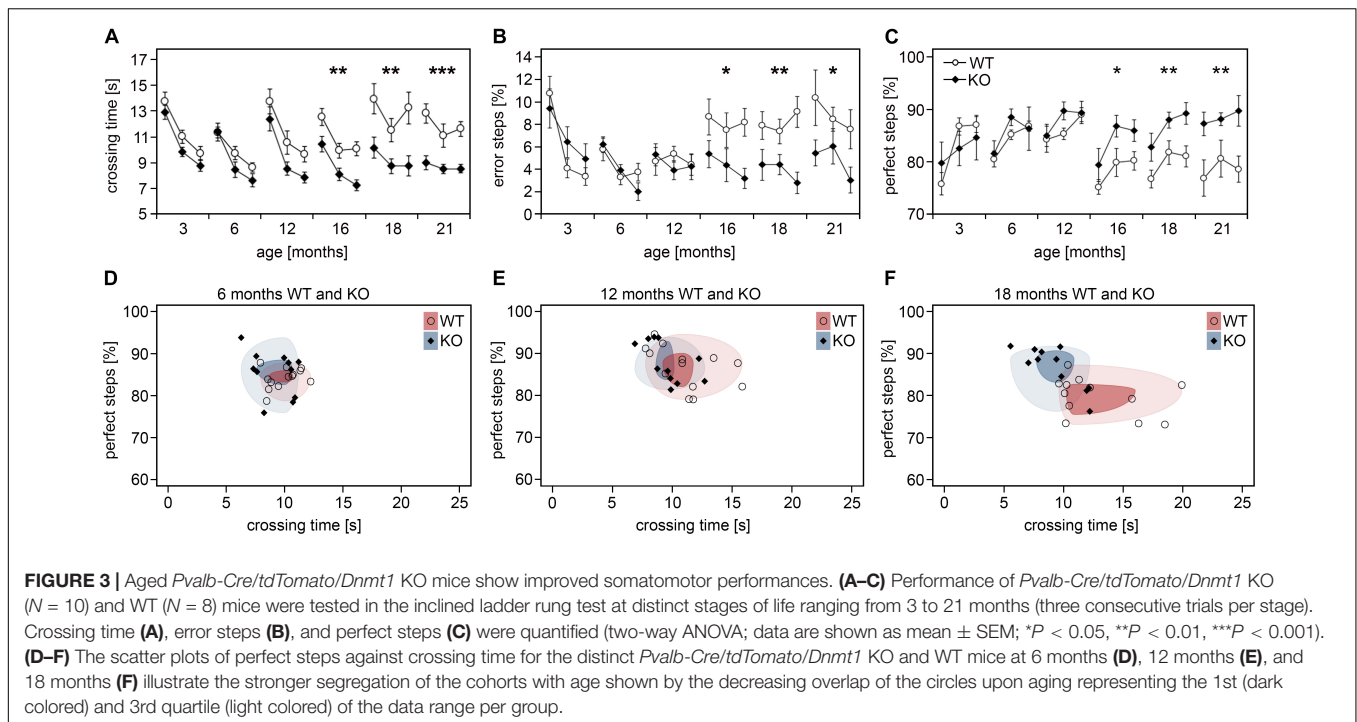 A
B
C
17
15
13
11
9
7
5
crossing time [s]
** ** ***
3 6 12 16 18 21
age [months]
14
12
10
8
6
4
2
0
error steps [%]
* ** *
3 6 12 16 18 21
age [months]
100
90
80
70
perfect steps [%]
WT
KO
* ** **
3 6 12 16 18 21
age [months]
D
6 months WT and KO
100
90
80
70
60
perfect steps [%]
WT
KO
0 5 10 15 20 25
crossing time [s]
E
12 months WT and KO
100
90
80
70
60
perfect steps [%]
WT
KO
0 5 10 15 20 25
crossing time [s]
F
18 months WT and KO
100
90
80
70
60
perfect steps [%]
WT
KO
0 5 10 15 20 25
crossing time [s]
FIGURE 3 | Aged Pvalb-Cre/tdTomato/Dnmt1 KO mice show improved somatomotor performances. (A–C) Performance of Pvalb-Cre/tdTomato/Dnmt1 KO
(N = 10) and WT (N = 8) mice were tested in the inclined ladder rung test at distinct stages of life ranging from 3 to 21 months (three consecutive trials per stage).
Crossing time (A), error steps (B), and perfect steps (C) were quantified (two-way ANOVA; data are shown as mean ± SEM; *P < 0.05, **P < 0.01, ***P < 0.001).
(D–F) The scatter plots of perfect steps against crossing time for the distinct Pvalb-Cre/tdTomato/Dnmt1 KO and WT mice at 6 months (D), 12 months (E), and
18 months (F) illustrate the stronger segregation of the cohorts with age shown by the decreasing overlap of the circles upon aging representing the 1st (dark
colored) and 3rd quartile (light colored) of the data range per group.